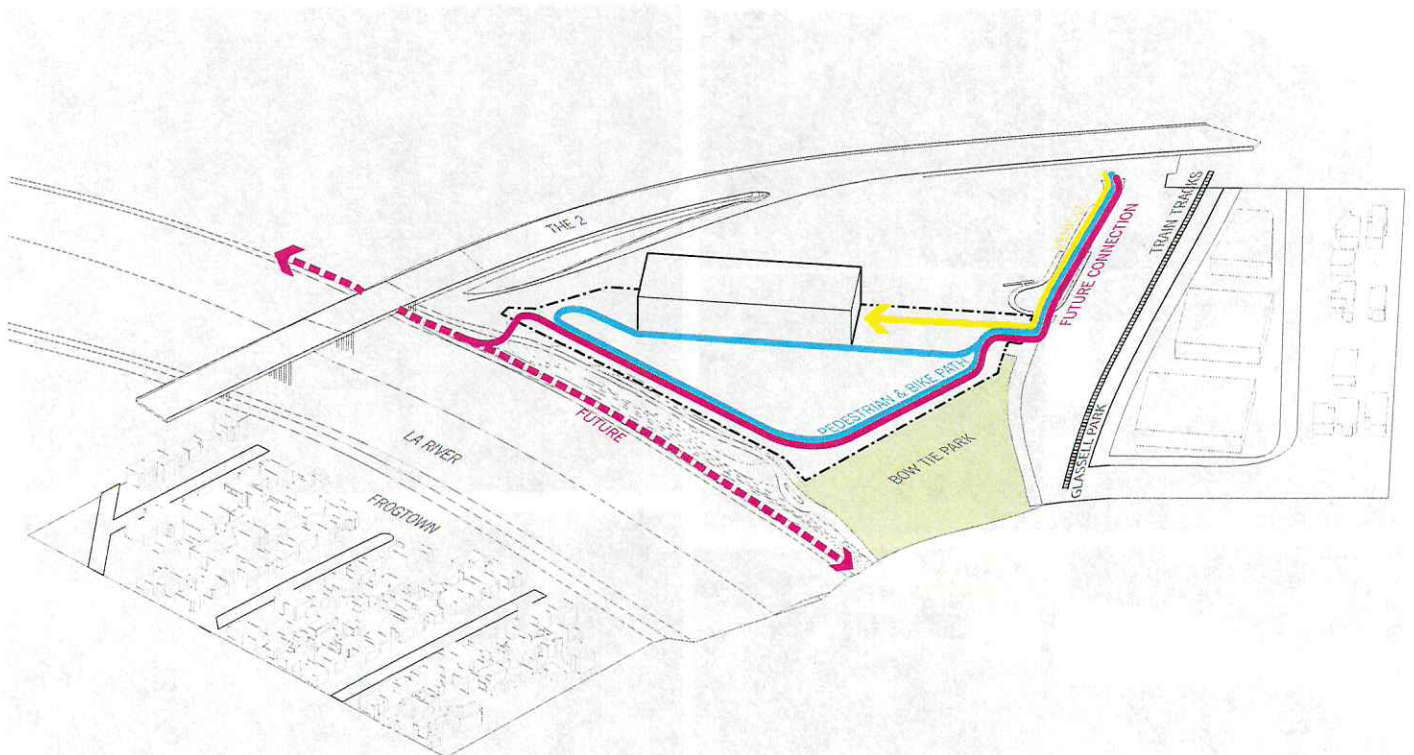 THE 2
TRAIN TRACKS
FUTURE CONNECTION
PEDESTRIAN & BIKE PATH
FUTURE
LA RIVER
BOW TIE PARK
GLASSELL PARK
FROGTOWN